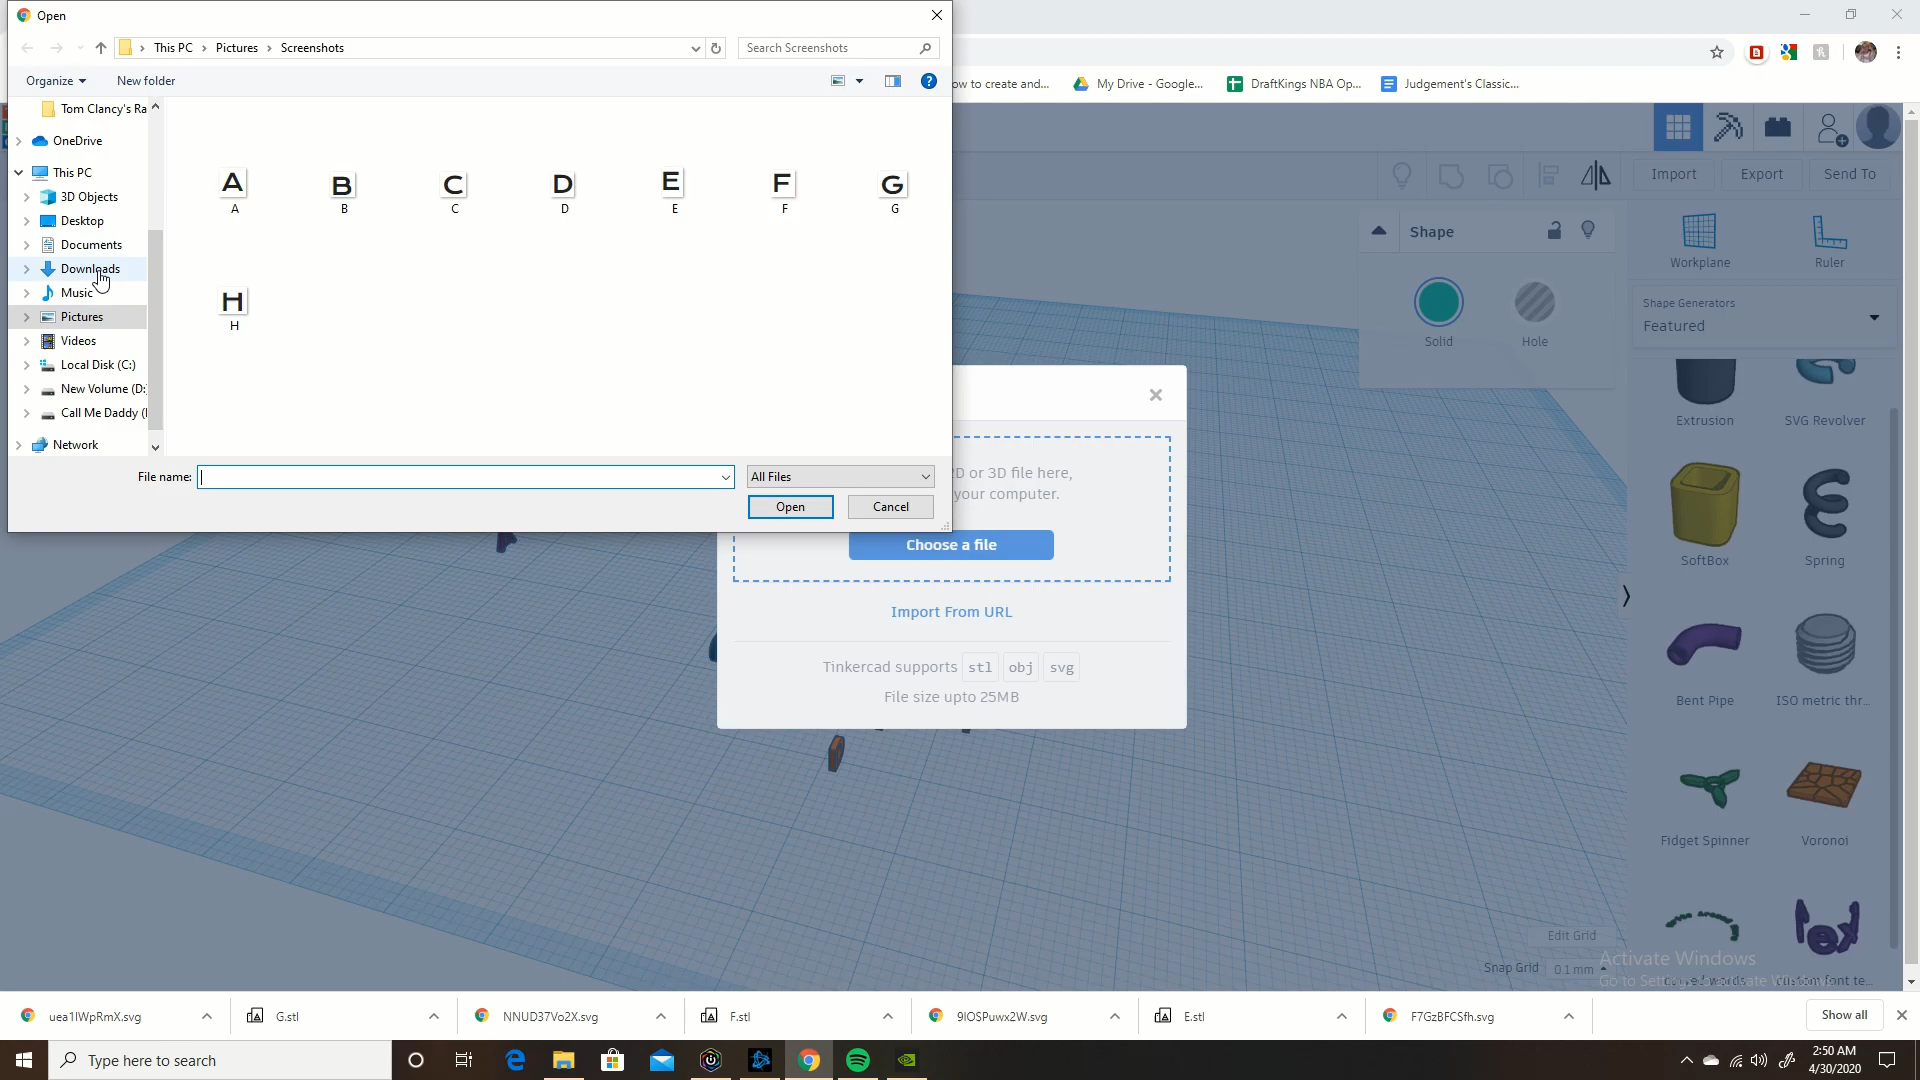 Open
This PC > Pictures > Screenshots
Search Screenshots
Organize
New folder
how to create and...
My Drive - Google...
DraftKings NBA Op...
Judgement's Classic...
Tom Clancy's Ra
OneDrive
This PC
3D Objects
Desktop
Documents
Downloads
Music
Pictures
Videos
Local Disk (C:)
New Volume (D:
Call Me Daddy (
Network
A B C D E F G
A B C D E F G
H
H
File name:
All Files
Open
Cancel
Import
Export
Send To
Shape
Solid
Hole
Workplane
Ruler
Shape Generators
Featured
Extrusion
SVG Revolver
SoftBox
Spring
Bent Pipe
ISO metric thr...
Fidget Spinner
Voronoi
2D or 3D file here,
your computer.
Choose a file
Import From URL
Tinkercad supports stl obj svg
File size upto 25MB
Edit Grid
Snap Grid 0.1 mm
Activate Windows
uea1lWpRmX.svg
G.stl
NNUD37Vo2X.svg
F.stl
9IOSPuwx2W.svg
E.stl
F7GzBFCSfh.svg
Show all
Type here to search
2:50 AM
4/30/2020